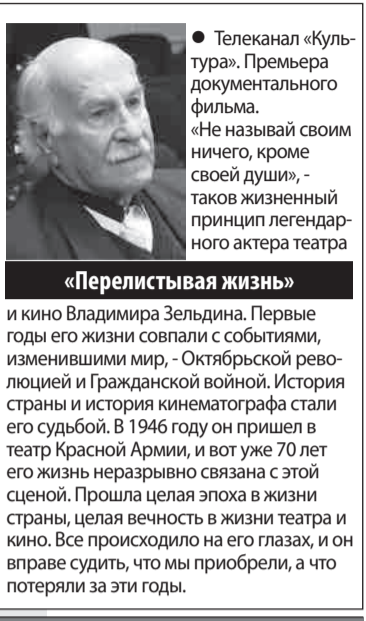 ● Телеканал «Куль-
тура». Премьера
документального
фильма.
«Не называй своим
ничего, кроме
своей души», -
таков жизненный
принцип легендар-
ного актера театра
«Перелистывая жизнь»
и кино Владимира Зельдина. Первые
годы его жизни совпали с событиями,
изменившими мир, - Октябрьской рево-
люцией и Гражданской войной. История
страны и история кинематографа стали
его судьбой. В 1946 году он пришел в
театр Красной Армии, и вот уже 70 лет
его жизнь неразрывно связана с этой
сценой. Прошла целая эпоха в жизни
страны, целая вечность в жизни театра и
кино. Все происходило на его глазах, и он
вправе судить, что мы приобрели, а что
потеряли за эти годы.